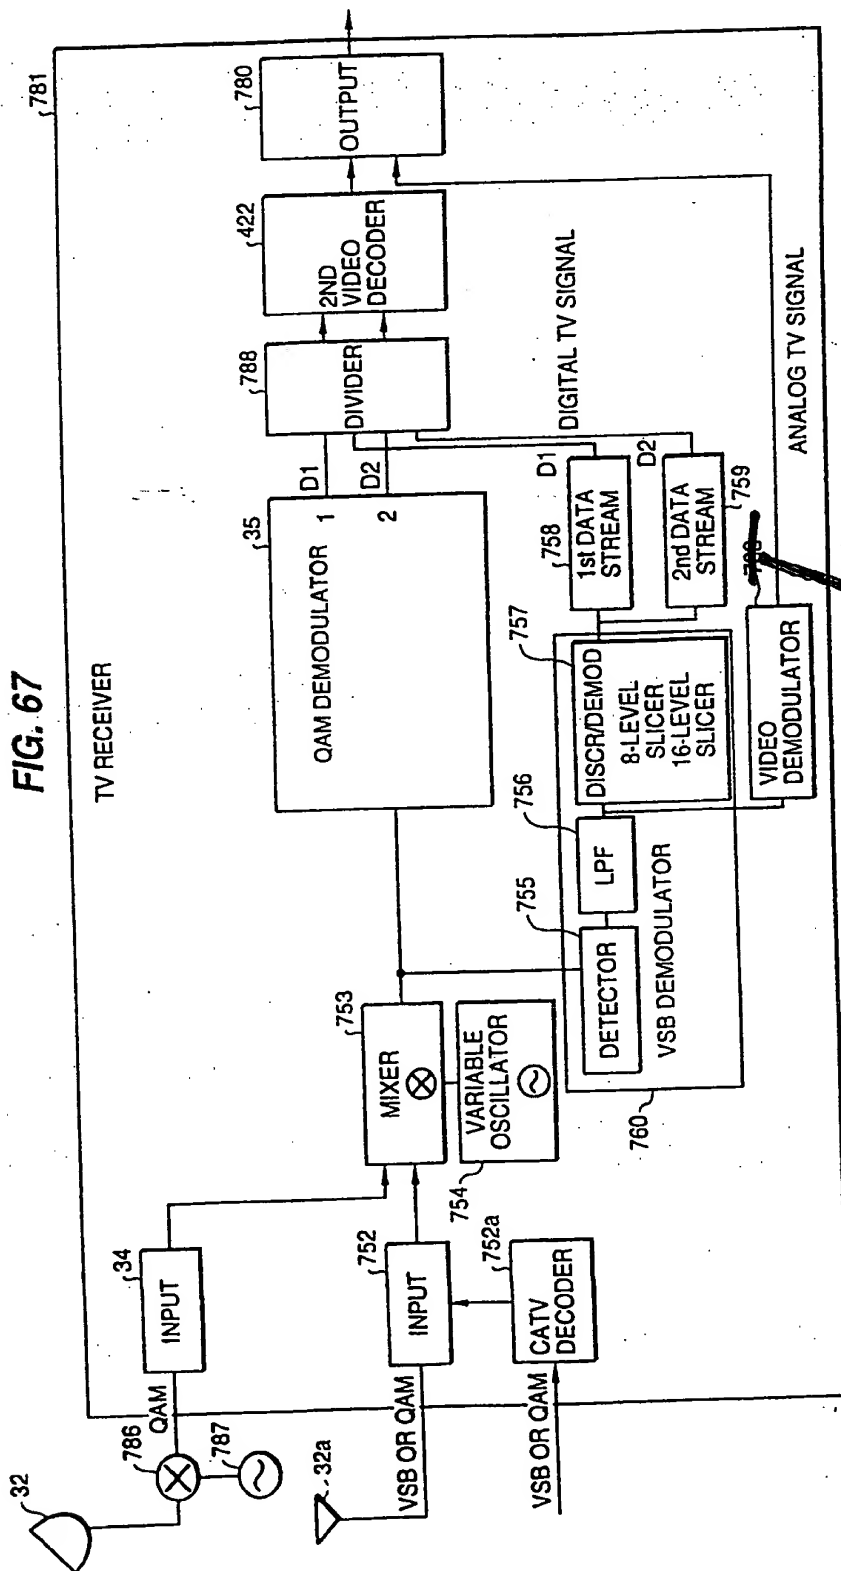 FIG. 67
TV RECEIVER
781
32
786
787
QAM
34
INPUT
32a
VSB OR QAM
752
INPUT
VSB OR QAM
752a
CATV
DECODER
753
MIXER
754
VARIABLE
OSCILLATOR
35
QAM DEMODULATOR
1
2
D1
D2
788
DIVIDER
422
2ND
VIDEO
DECODER
780
OUTPUT
760
VSB DEMODULATOR
755
DETECTOR
756
LPF
757
DISCR/DEMOD
8-LEVEL
SLICER
16-LEVEL
SLICER
758
1st DATA
STREAM
D1
759
2nd DATA
STREAM
D2
DIGITAL TV SIGNAL
VIDEO
DEMODULATOR
ANALOG TV SIGNAL